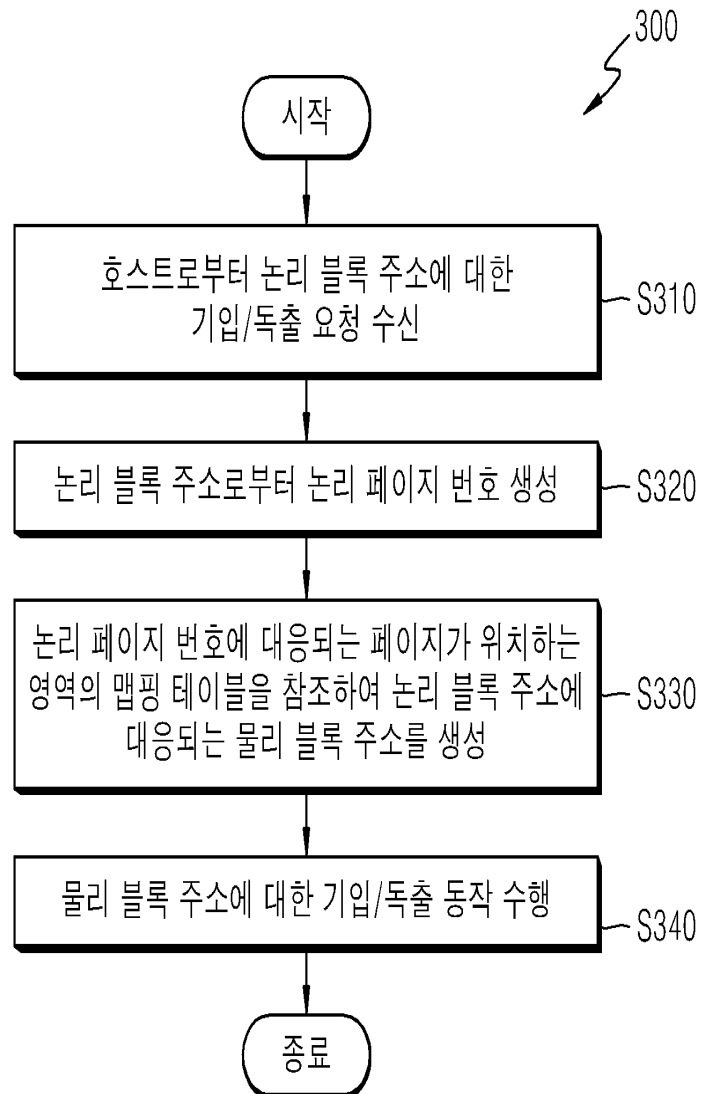 300
시작
호스트로부터 논리 블록 주소에 대한
기입/독출 요청 수신
S310
논리 블록 주소로부터 논리 페이지 번호 생성
S320
논리 페이지 번호에 대응되는 페이지가 위치하는
영역의 맵핑 테이블을 참조하여 논리 블록 주소에
대응되는 물리 블록 주소를 생성
S330
물리 블록 주소에 대한 기입/독출 동작 수행
S340
종료